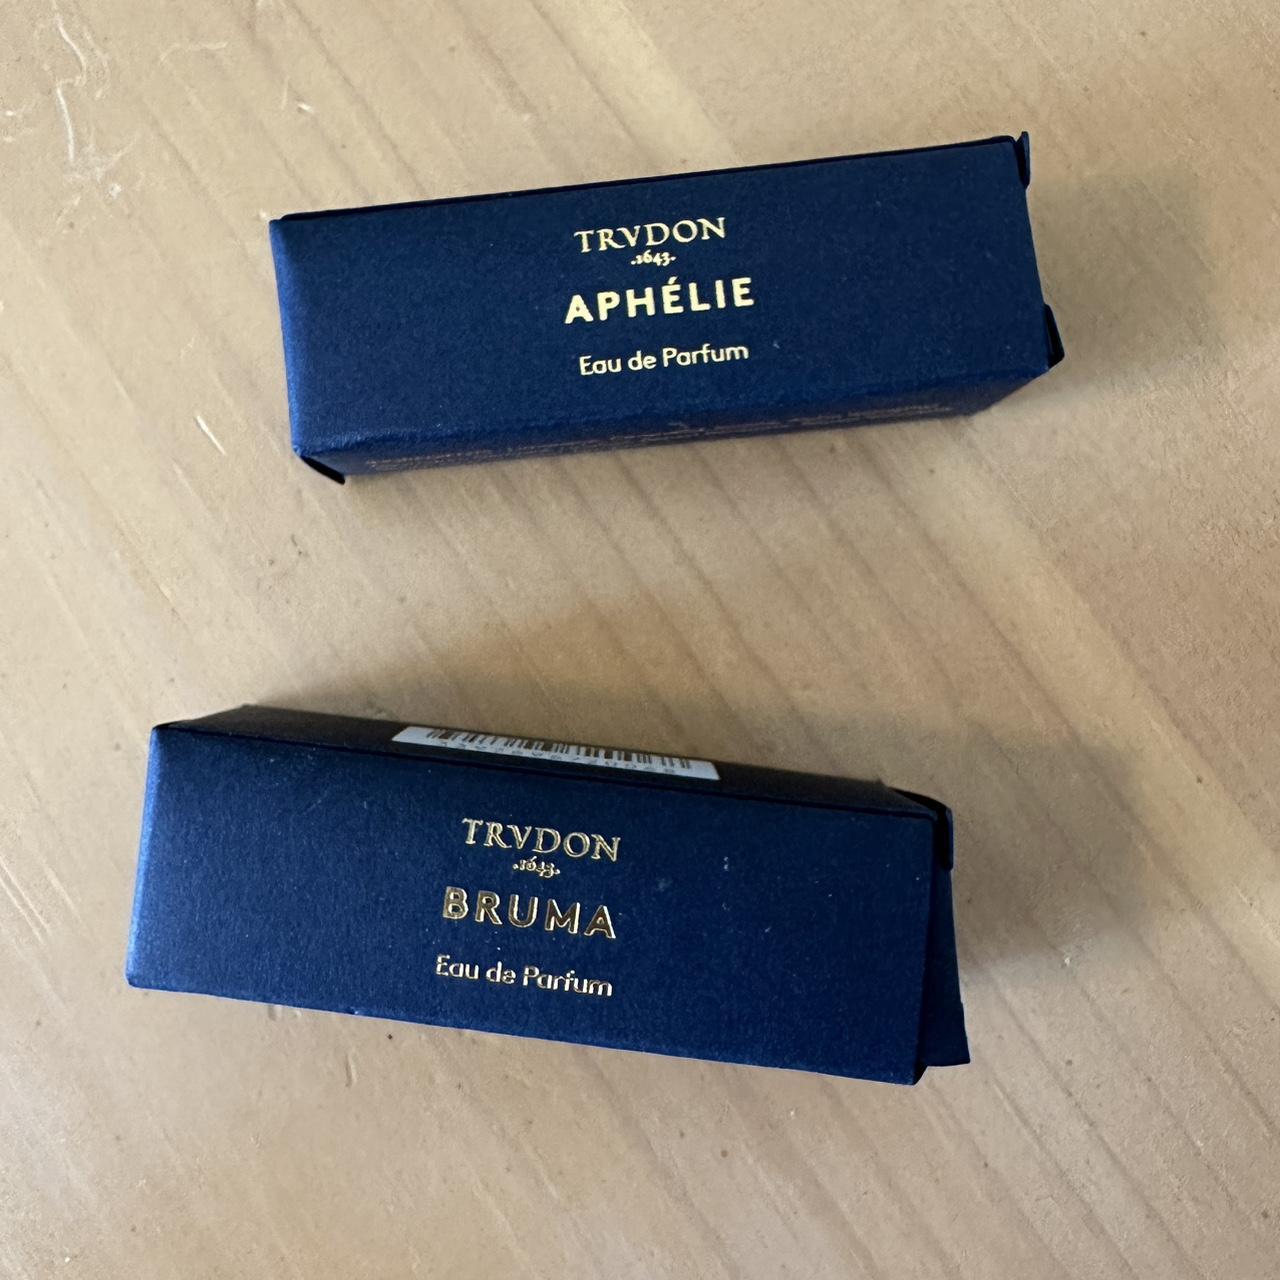 TRVDON
.1643.
APHÉLIE
Eau de Parfum
TRVDON
.1643.
BRUMA
Eau de Parfum